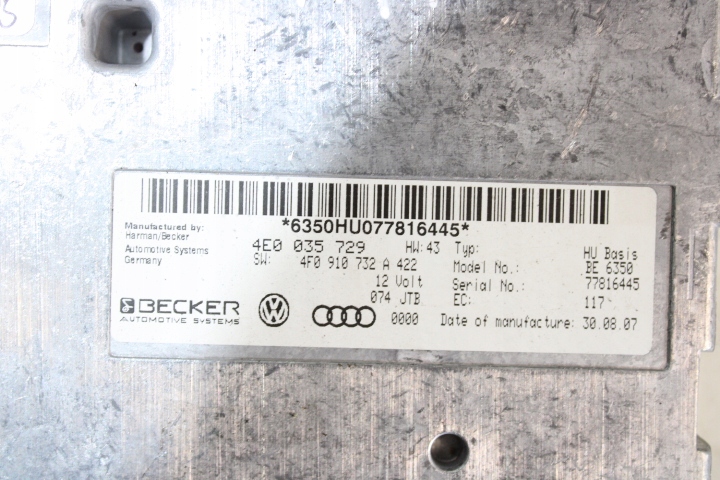 *6350HU077816445*
Manufactured by:
Harman/Becker
Automotive Systems
Germany
4E0 035 729 HW:43 Typ: HU Basis
SW: 4F0 910 732 A 422 Model No.: BE 6350
12 Volt Serial No.: 77816445
074 JTB EC: 117
BECKER
AUTOMOTIVE SYSTEMS
0000 Date of manufacture: 30.08.07